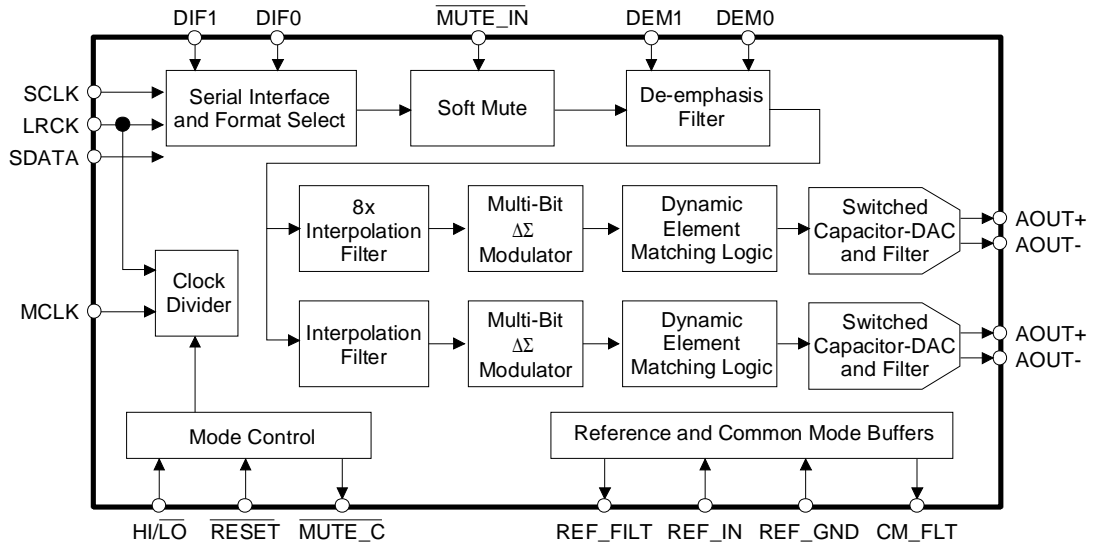 DIF1
DIF0
MUTE_IN
DEM1
DEM0
SCLK
LRCK
SDATA
MCLK
Serial Interface
and Format Select
Soft Mute
De-emphasis
Filter
8x
Interpolation
Filter
Multi-Bit
ΔΣ
Modulator
Dynamic
Element
Matching Logic
Switched
Capacitor-DAC
and Filter
AOUT+
AOUT-
Clock
Divider
Interpolation
Filter
Multi-Bit
ΔΣ
Modulator
Dynamic
Element
Matching Logic
Switched
Capacitor-DAC
and Filter
AOUT+
AOUT-
Mode Control
Reference and Common Mode Buffers
HI/LO
RESET
MUTE_C
REF_FILT
REF_IN
REF_GND
CM_FLT